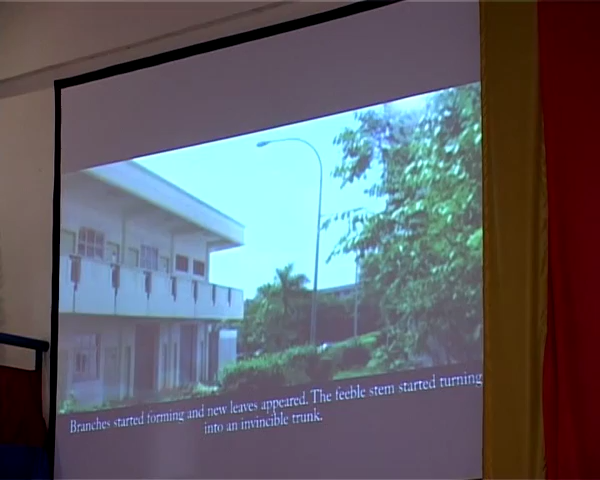 Branches started forming and new leaves appeared. The feeble stem started turning
into an invincible trunk.